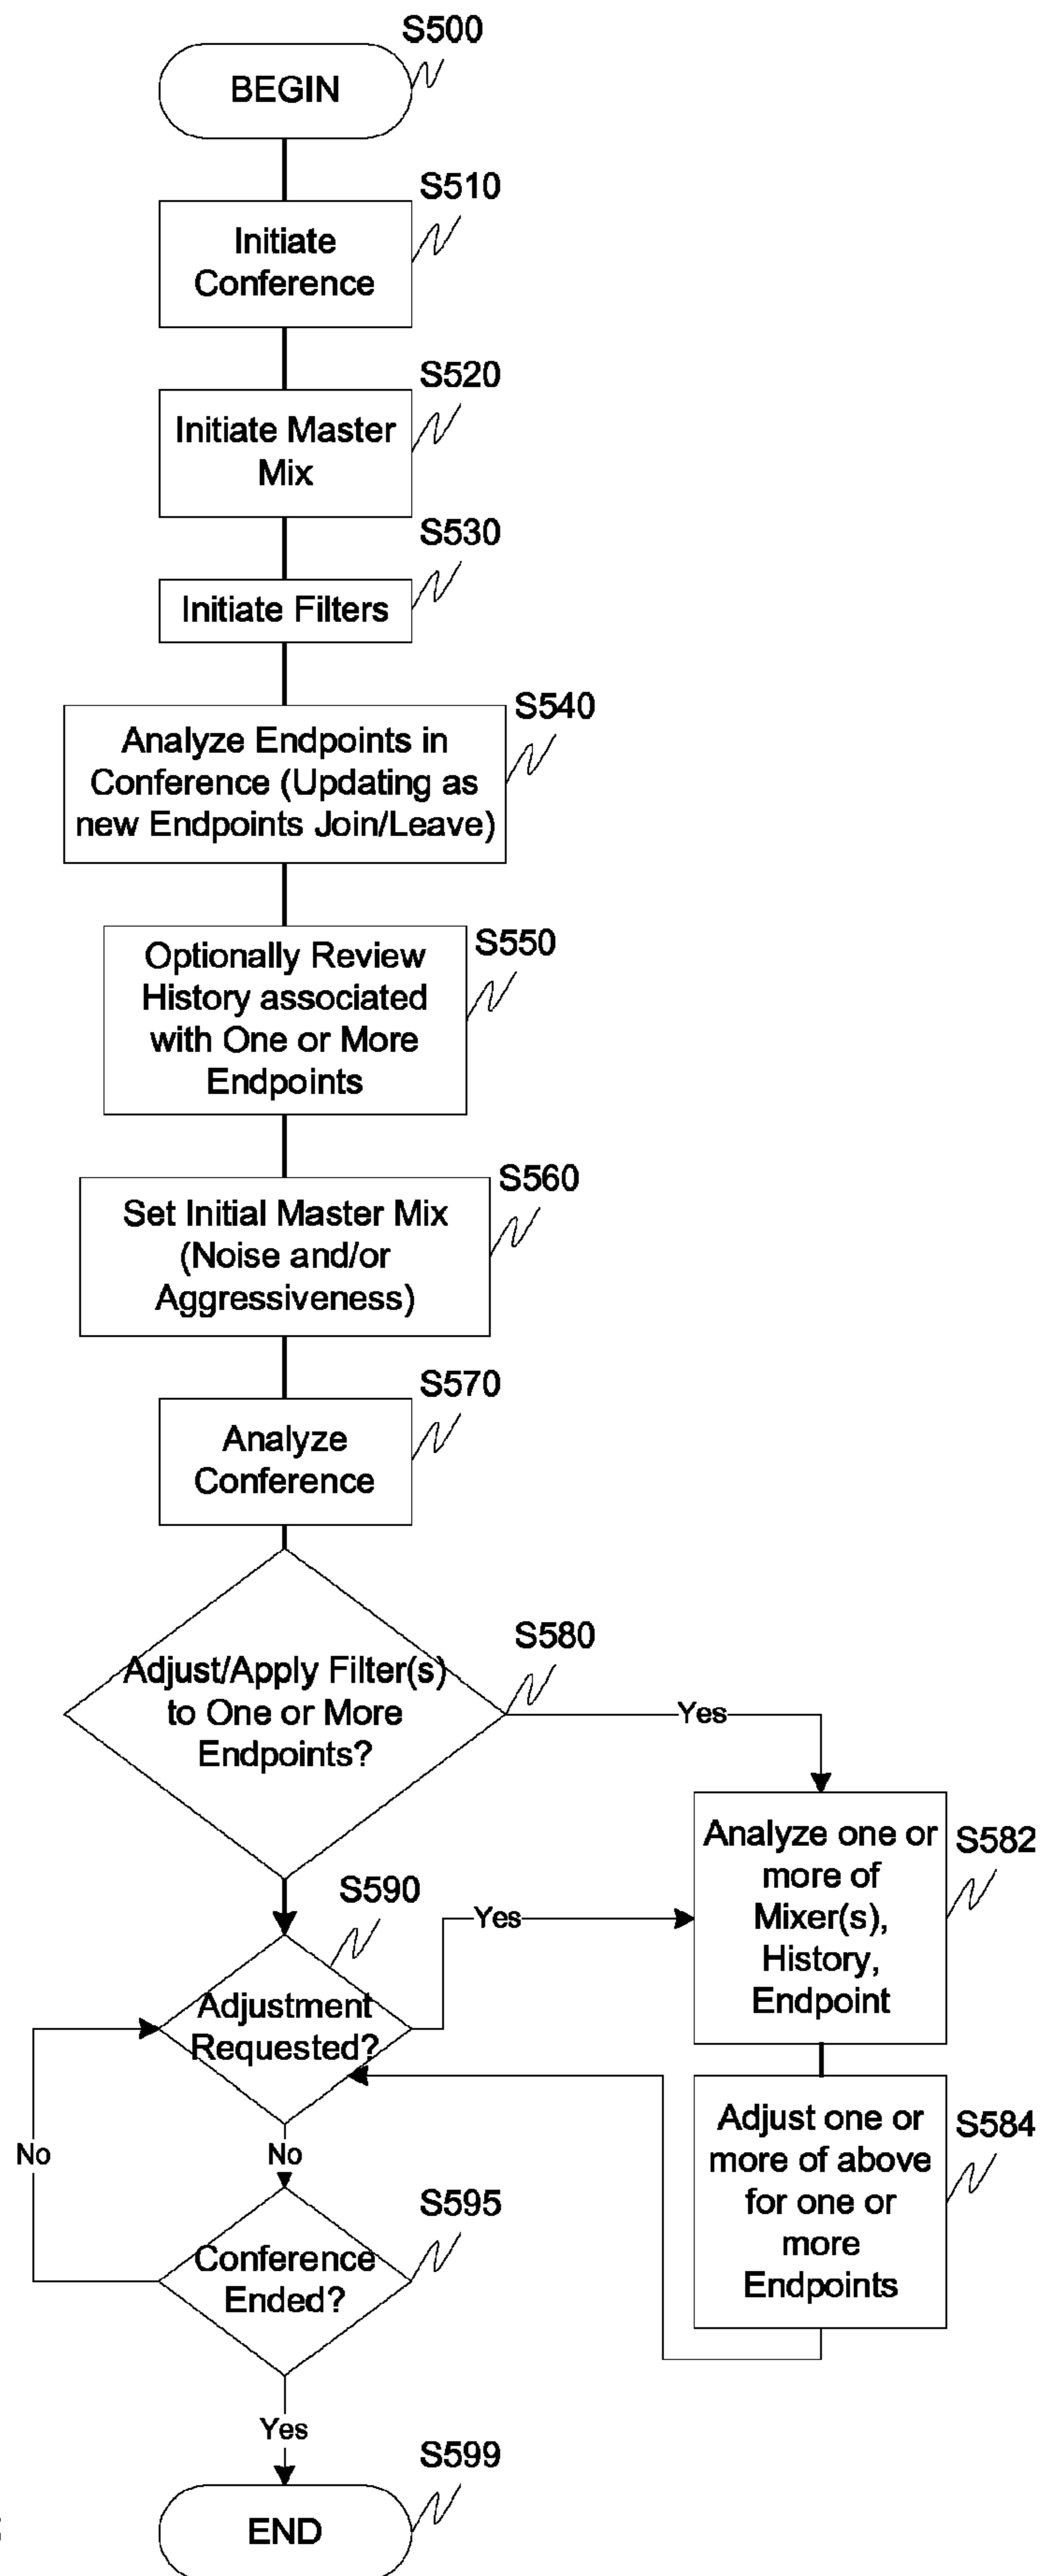 S500
BEGIN
S510
Initiate
Conference
S520
Initiate Master
Mix
S530
Initiate Filters
S540
Analyze Endpoints in
Conference (Updating as
new Endpoints Join/Leave)
S550
Optionally Review
History associated
with One or More
Endpoints
S560
Set Initial Master Mix
(Noise and/or
Aggressiveness)
S570
Analyze
Conference
S580
Adjust/Apply Filter(s)
to One or More
Endpoints?
Yes
S582
Analyze one or
more of
Mixer(s),
History,
Endpoint
S590
Yes
Adjustment
Requested?
S584
Adjust one or
more of above
for one or
more
Endpoints
No
No
S595
Conference
Ended?
Yes
S599
END